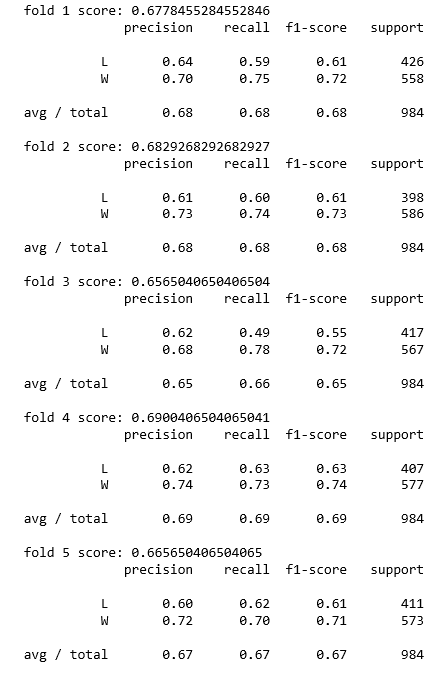 fold 1 score: 0.6778455284552846
precision recall f1-score support
L 0.64 0.59 0.61 426
W 0.70 0.75 0.72 558
avg / total 0.68 0.68 0.68 984
fold 2 score: 0.6829268292682927
precision recall f1-score support
L 0.61 0.60 0.61 398
W 0.73 0.74 0.73 586
avg / total 0.68 0.68 0.68 984
fold 3 score: 0.6565040650406504
precision recall f1-score support
L 0.62 0.49 0.55 417
W 0.68 0.78 0.72 567
avg / total 0.65 0.66 0.65 984
fold 4 score: 0.6900406504065041
precision recall f1-score support
L 0.62 0.63 0.63 407
W 0.74 0.73 0.74 577
avg / total 0.69 0.69 0.69 984
fold 5 score: 0.665650406504065
precision recall f1-score support
L 0.60 0.62 0.61 411
W 0.72 0.70 0.71 573
avg / total 0.67 0.67 0.67 984